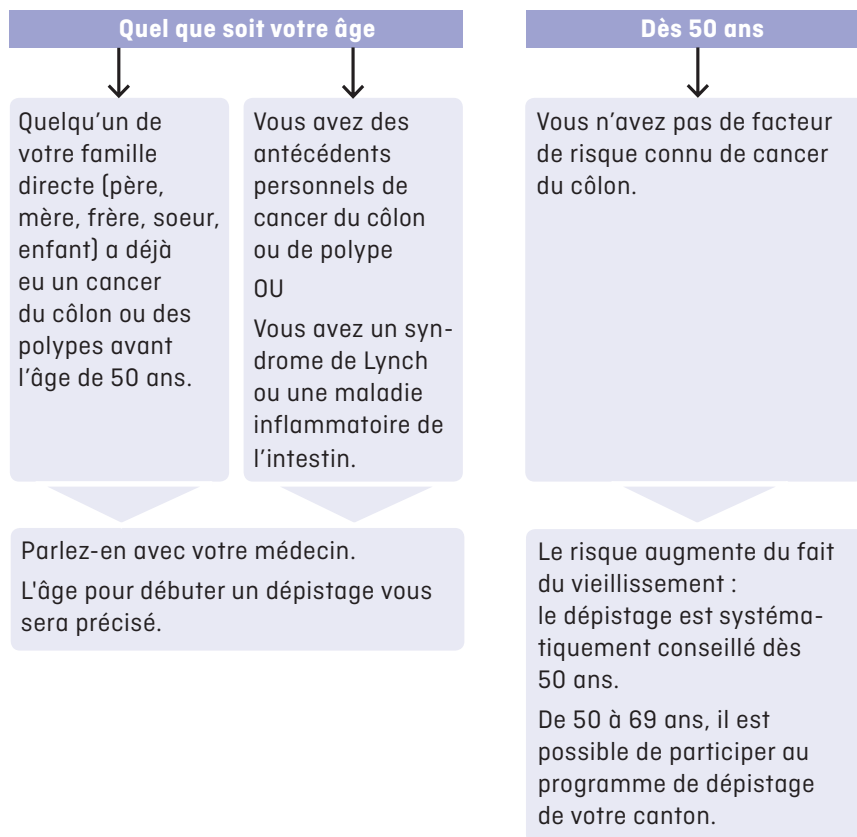 Quel que soit votre âge
Quelqu’un de
votre famille
directe (père,
mère, frère, soeur,
enfant) a déjà
eu un cancer
du côlon ou des
polypes avant
l’âge de 50 ans.
Vous avez des
antécédents
personnels de
cancer du côlon
ou de polype
OU
Vous avez un syn-
drome de Lynch
ou une maladie
inflammatoire de
l’intestin.
Parlez-en avec votre médecin.
L'âge pour débuter un dépistage vous
sera précisé.
Dès 50 ans
Vous n’avez pas de facteur
de risque connu de cancer
du côlon.
Le risque augmente du fait
du vieillissement :
le dépistage est systéma-
tiquement conseillé dès
50 ans.
De 50 à 69 ans, il est
possible de participer au
programme de dépistage
de votre canton.